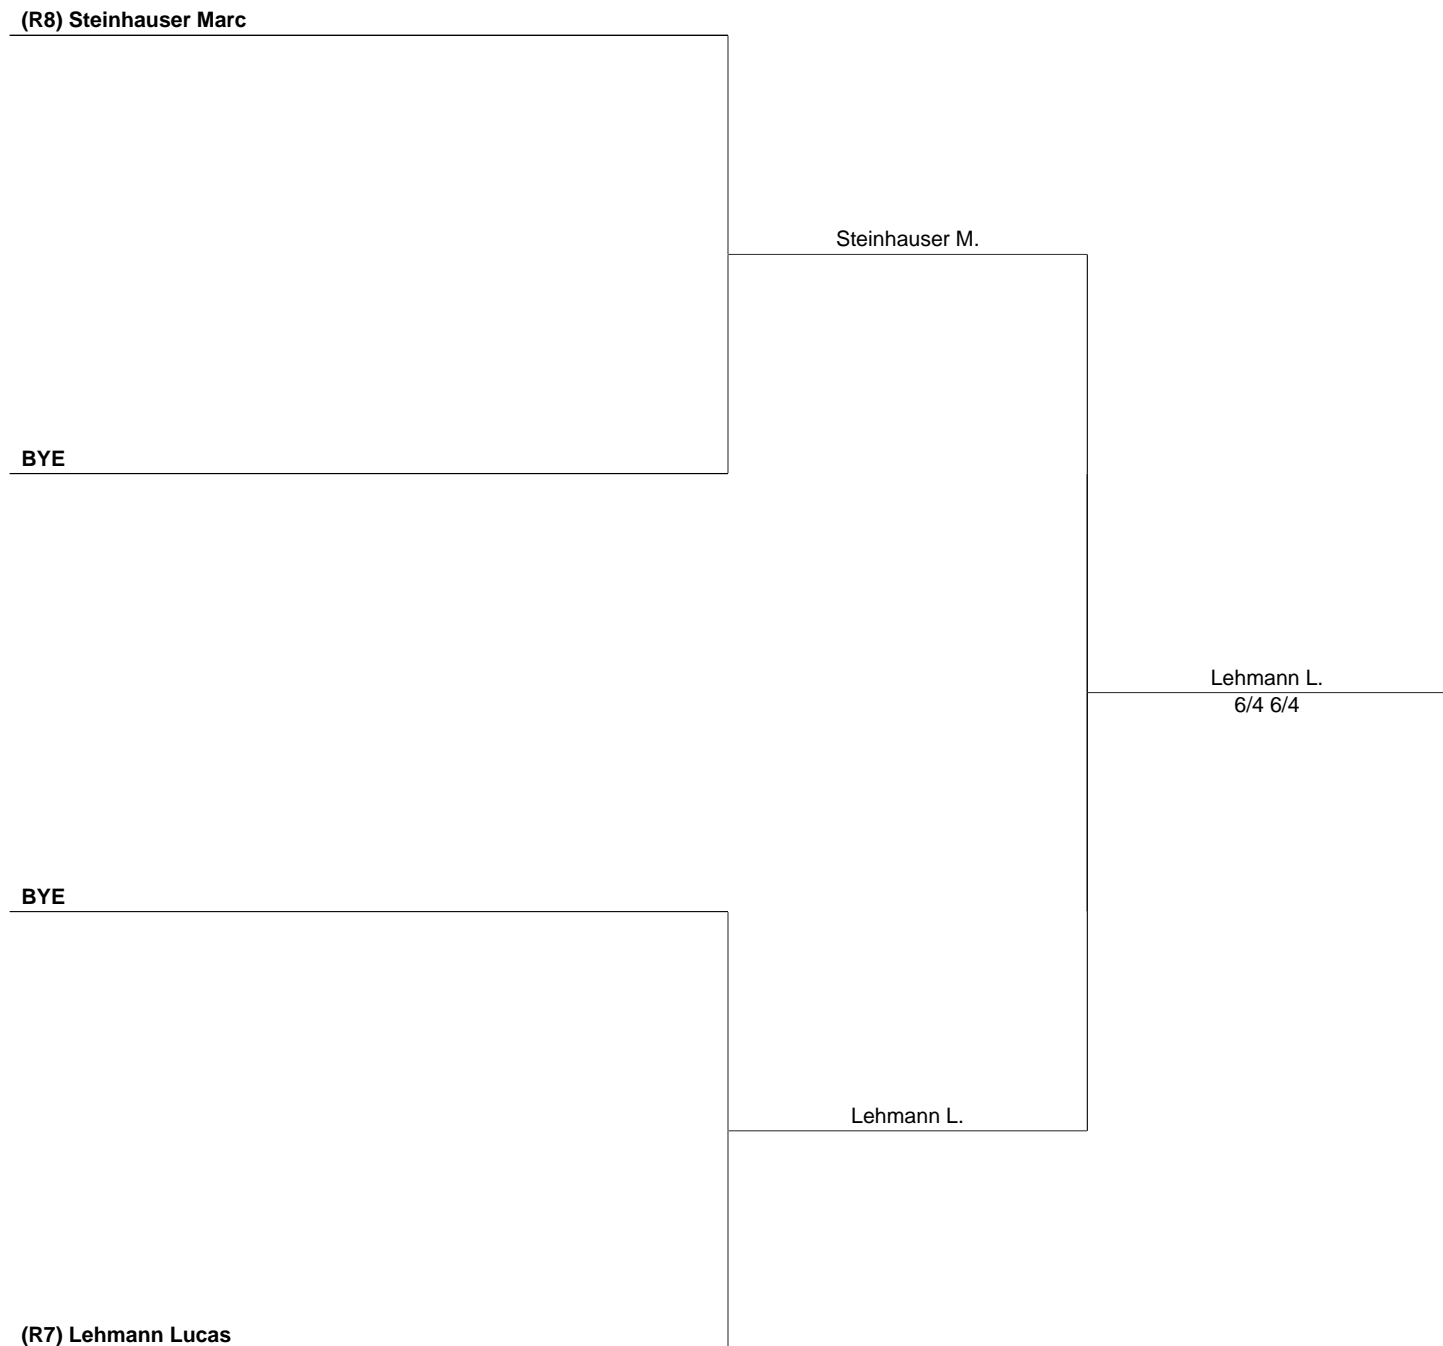 (R8) Steinhauser Marc
Steinhauser M.
BYE
Lehmann L.
6/4 6/4
BYE
Lehmann L.
(R7) Lehmann Lucas